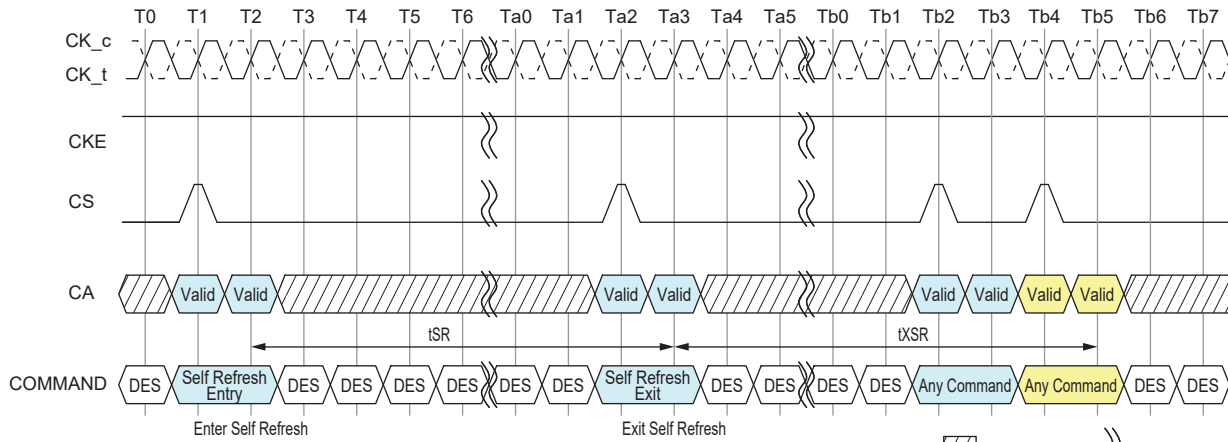 T0 T1 T2 T3 T4 T5 T6 Ta0 Ta1 Ta2 Ta3 Ta4 Ta5 Tb0 Tb1 Tb2 Tb3 Tb4 Tb5 Tb6 Tb7
CK_c
CK_t
CKE
CS
CA Valid Valid Valid Valid Valid Valid Valid Valid
tSR tXSR
COMMAND DES Self Refresh Entry DES DES DES DES DES DES Self Refresh Exit DES DES DES DES Any Command Any Command DES DES
Enter Self Refresh Exit Self Refresh